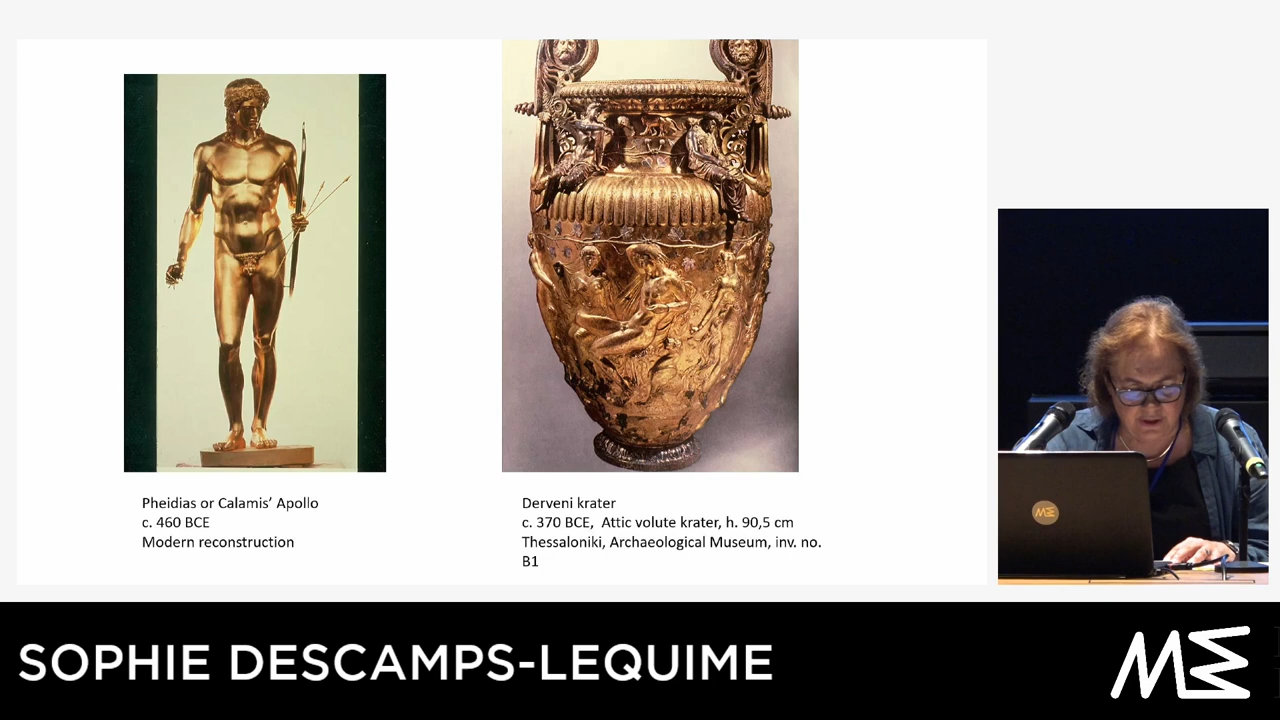 Pheidias or Calamis’ Apollo
c. 460 BCE
Modern reconstruction
Derveni krater
c. 370 BCE,  Attic volute krater, h. 90,5 cm
Thessaloniki, Archaeological Museum, inv. no.
B1
SOPHIE DESCAMPS-LEQUIME